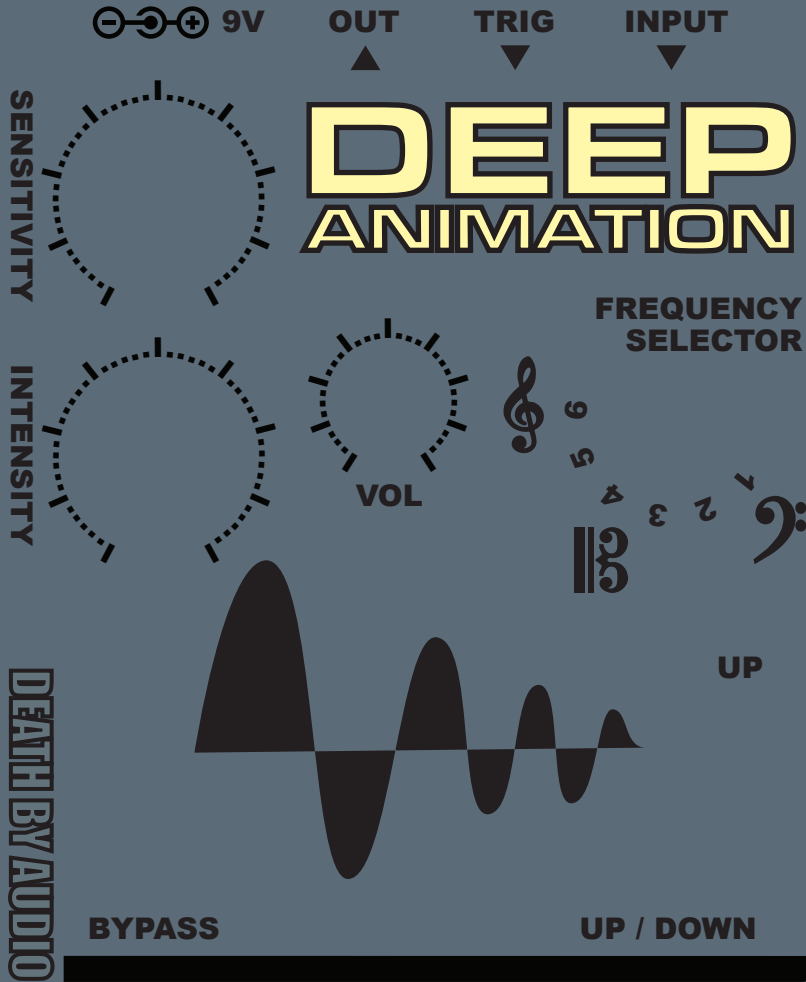 9V
OUT
TRIG
INPUT
SENSITIVITY
DEEP
ANIMATION
FREQUENCY
SELECTOR
INTENSITY
VOL
6
5
4
3
2
1
UP
DEATH BY AUDIO
BYPASS
UP / DOWN